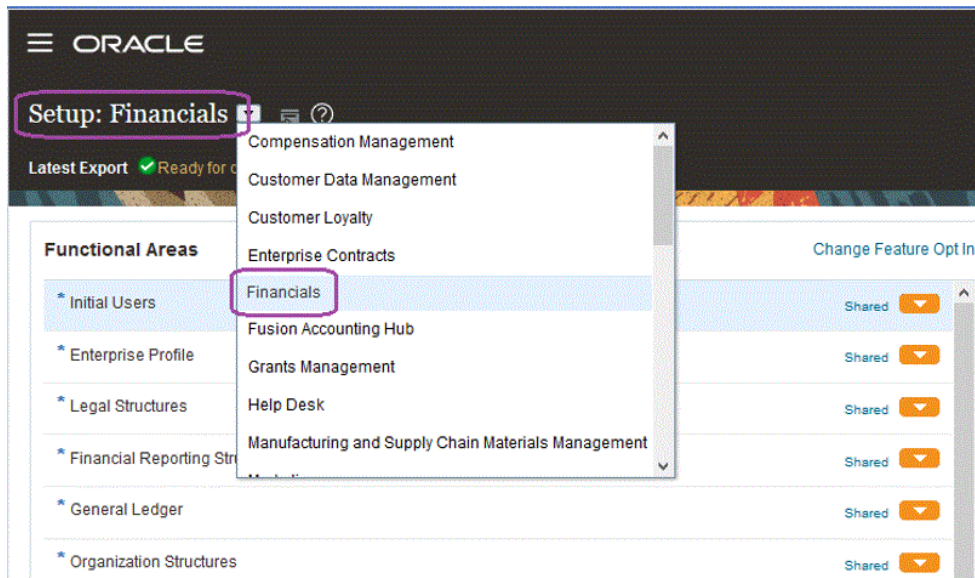 ORACLE
Setup: Financials
Latest Export Ready for
Compensation Management
Customer Data Management
Customer Loyalty
Enterprise Contracts
Financials
Fusion Accounting Hub
Grants Management
Help Desk
Manufacturing and Supply Chain Materials Management
Functional Areas
Change Feature Opt In
* Initial Users Shared
* Enterprise Profile Shared
* Legal Structures Shared
* Financial Reporting Shared
* General Ledger Shared
* Organization Structures Shared